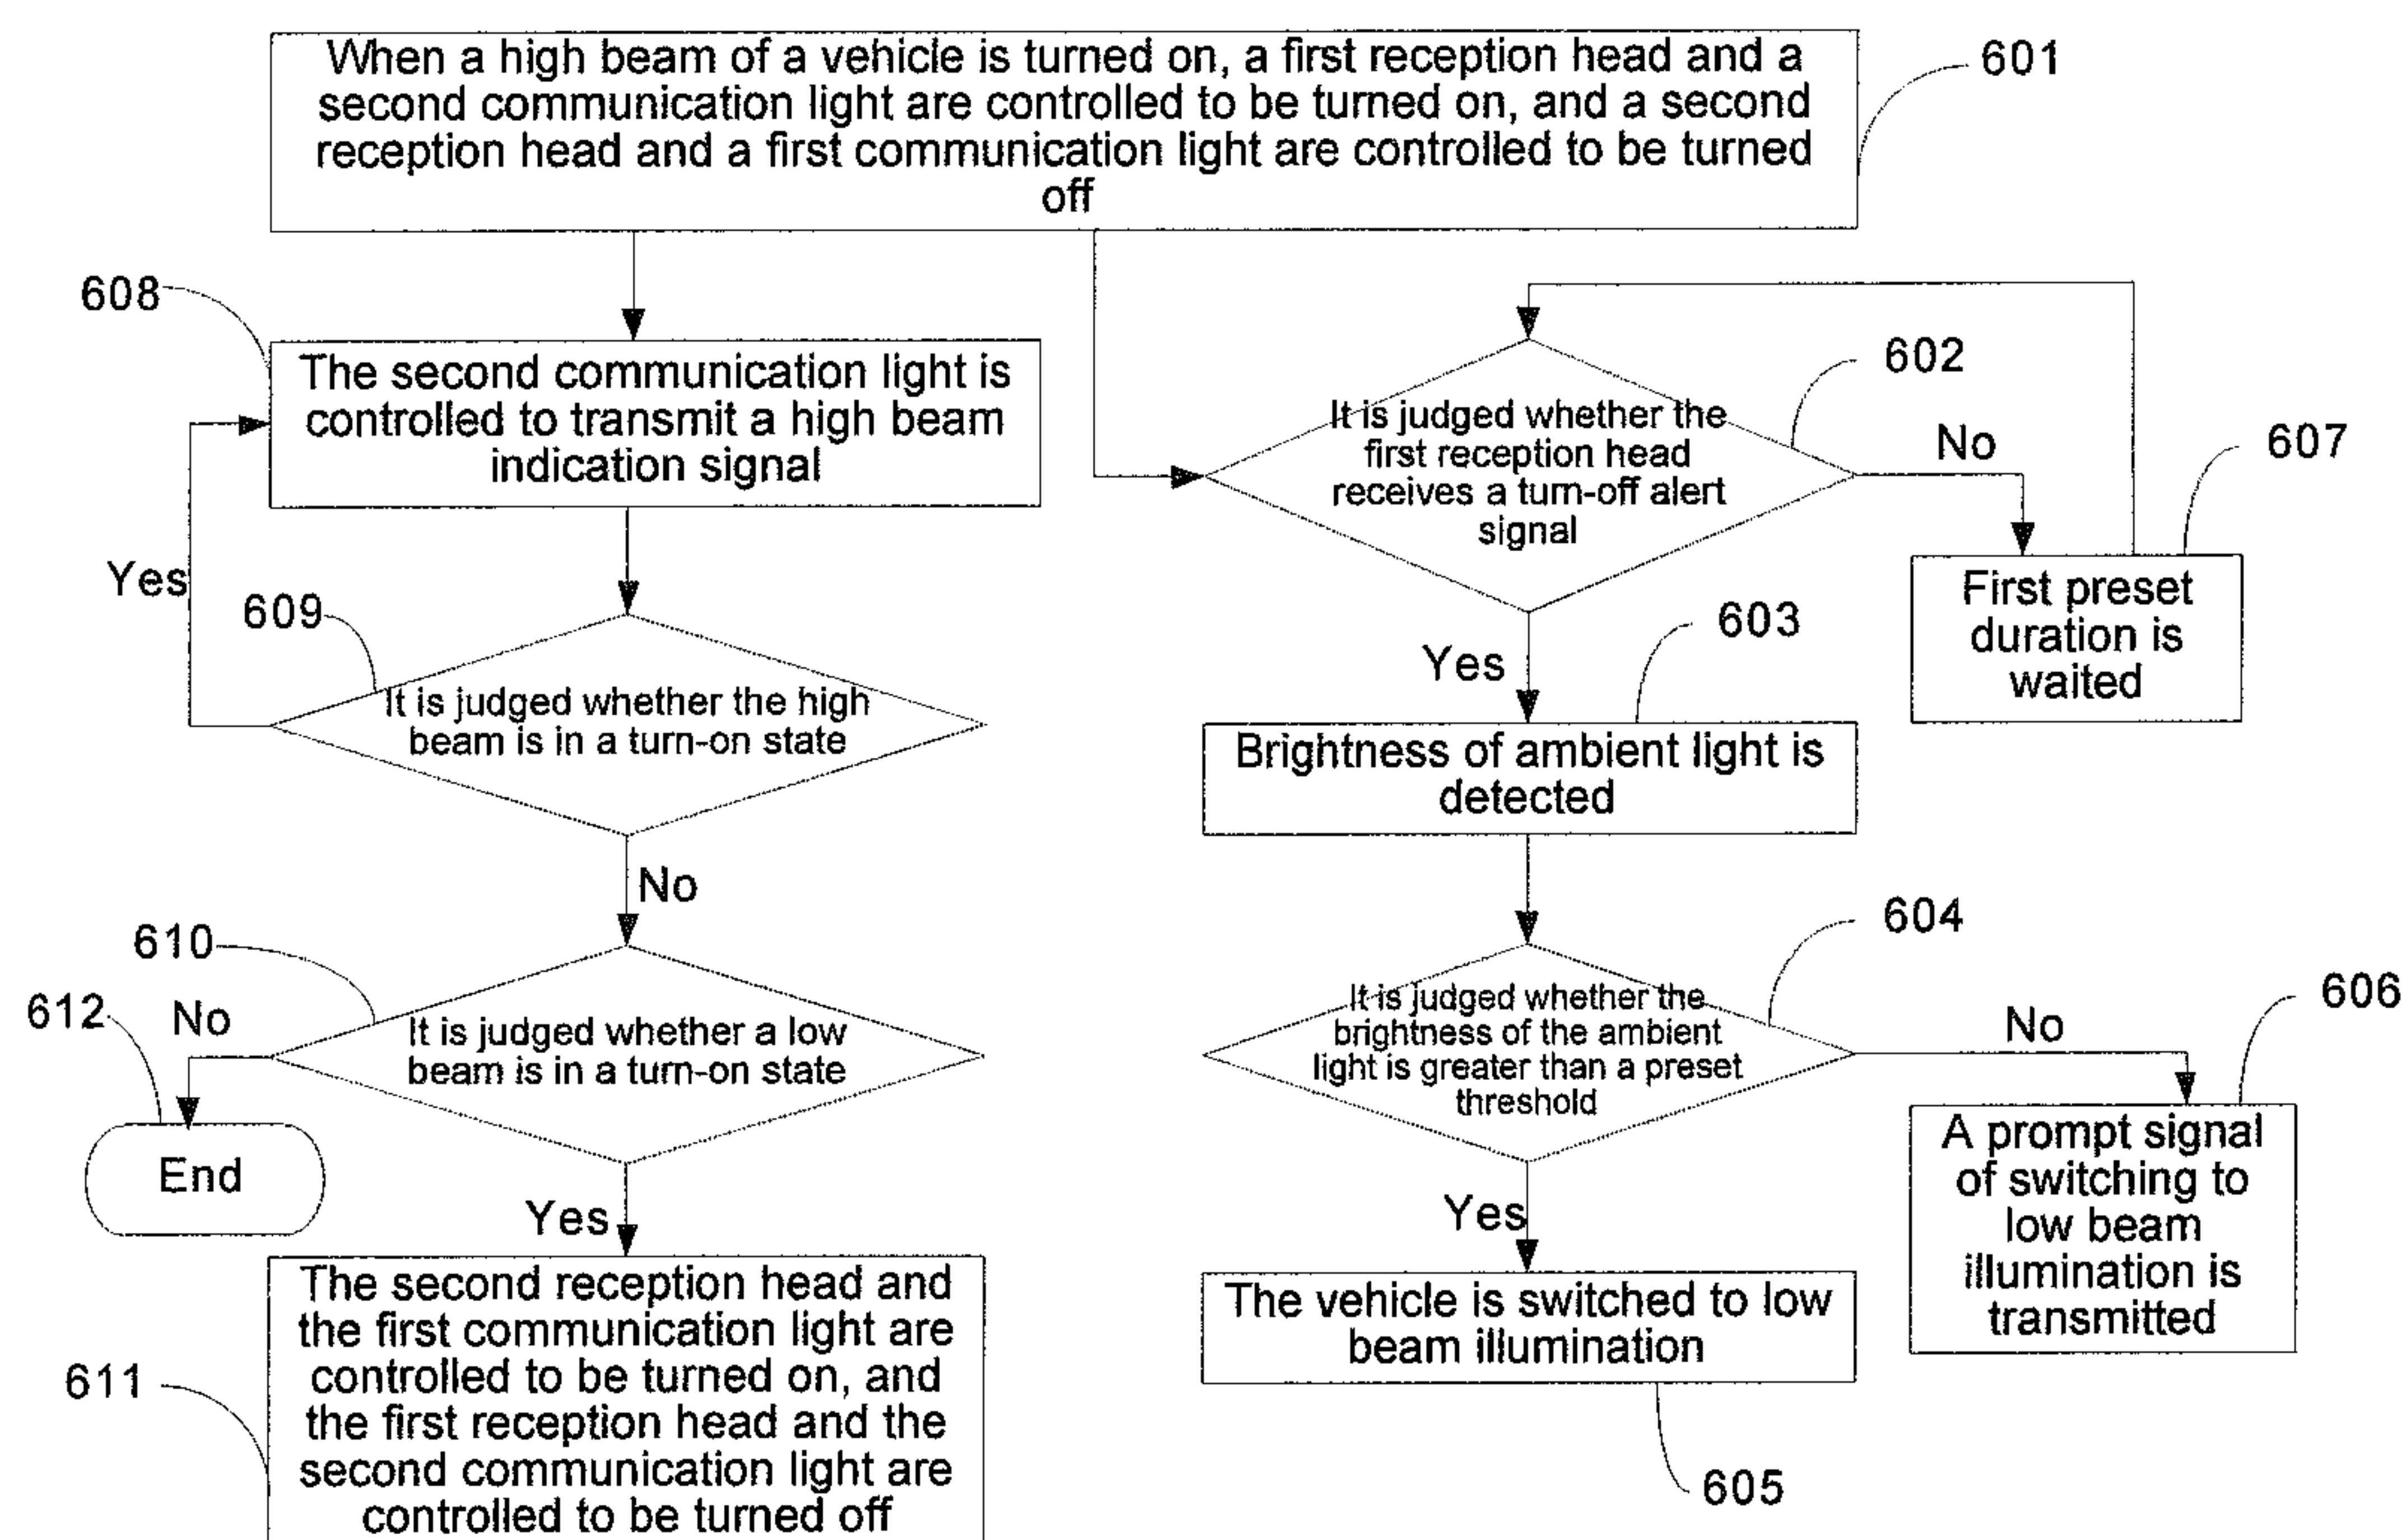 When a high beam of a vehicle is turned on, a first reception head and a
second communication light are controlled to be turned on, and a second
reception head and a first communication light are controlled to be turned
off
601
608
The second communication light is
controlled to transmit a high beam
indication signal
602
It is judged whether the
first reception head
receives a turn-off alert
signal
No
607
First preset
duration is
waited
Yes
609
It is judged whether the high
beam is in a turn-on state
Yes
603
Brightness of ambient light is
detected
No
610
612
No
It is judged whether a low
beam is in a turn-on state
End
604
It is judged whether the
brightness of the ambient
light is greater than a preset
threshold
No
606
A prompt signal
of switching to
low beam
illumination is
transmitted
Yes
Yes
611
The second reception head and
the first communication light are
controlled to be turned on, and
the first reception head and the
second communication light are
controlled to be turned off
The vehicle is switched to low
beam illumination
605